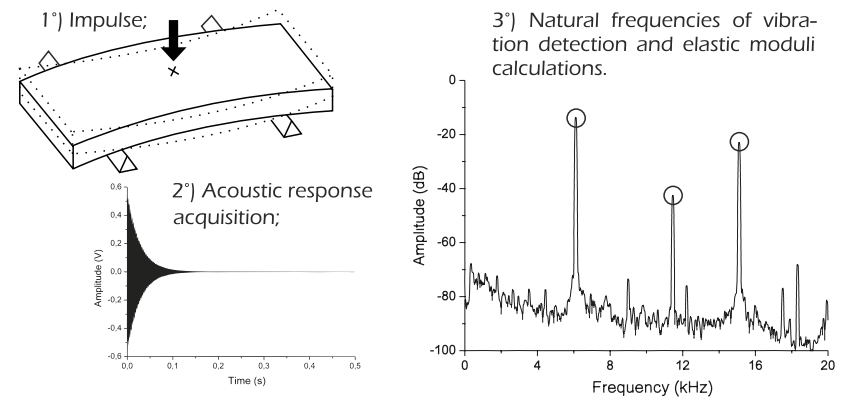 1°) Impulse;
2°) Acoustic response
acquisition;
0,6
0,4
0,2
0,0
-0,2
-0,4
-0,6
Amplitude (V)
0,0 0,1 0,2 0,3 0,4 0,5
Time (s)
3°) Natural frequencies of vibra-
tion detection and elastic moduli
calculations.
0
-20
-40
-60
-80
-100
Amplitude (dB)
0 4 8 12 16 20
Frequency (kHz)